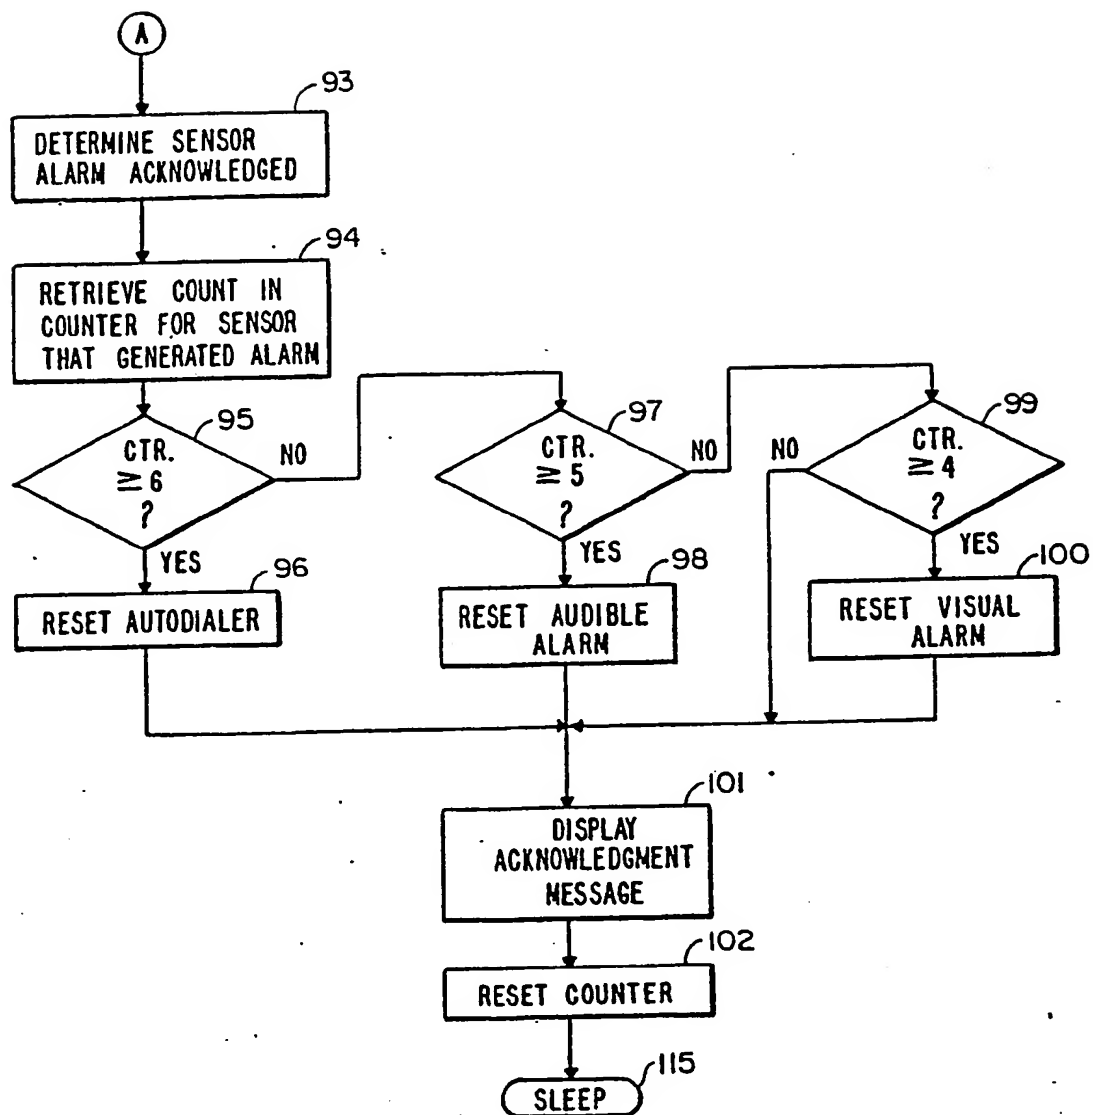 A
93
DETERMINE SENSOR
ALARM ACKNOWLEDGED
94
RETRIEVE COUNT IN
COUNTER FOR SENSOR
THAT GENERATED ALARM
95
CTR.
≥6
?
NO
YES
97
CTR.
≥5
?
NO
YES
99
CTR.
≥4
?
NO
YES
96
RESET AUTODIALER
98
RESET AUDIBLE
ALARM
100
RESET VISUAL
ALARM
101
DISPLAY
ACKNOWLEDGMENT
MESSAGE
102
RESET COUNTER
115
SLEEP